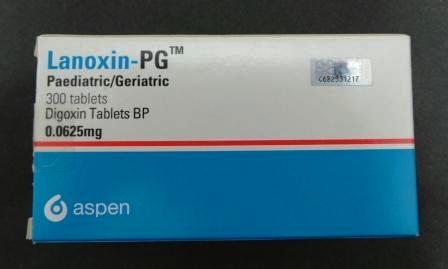 Lanoxin-PG™
Paediatric/Geriatric
300 tablets
Digoxin Tablets BP
0.0625mg
aspen